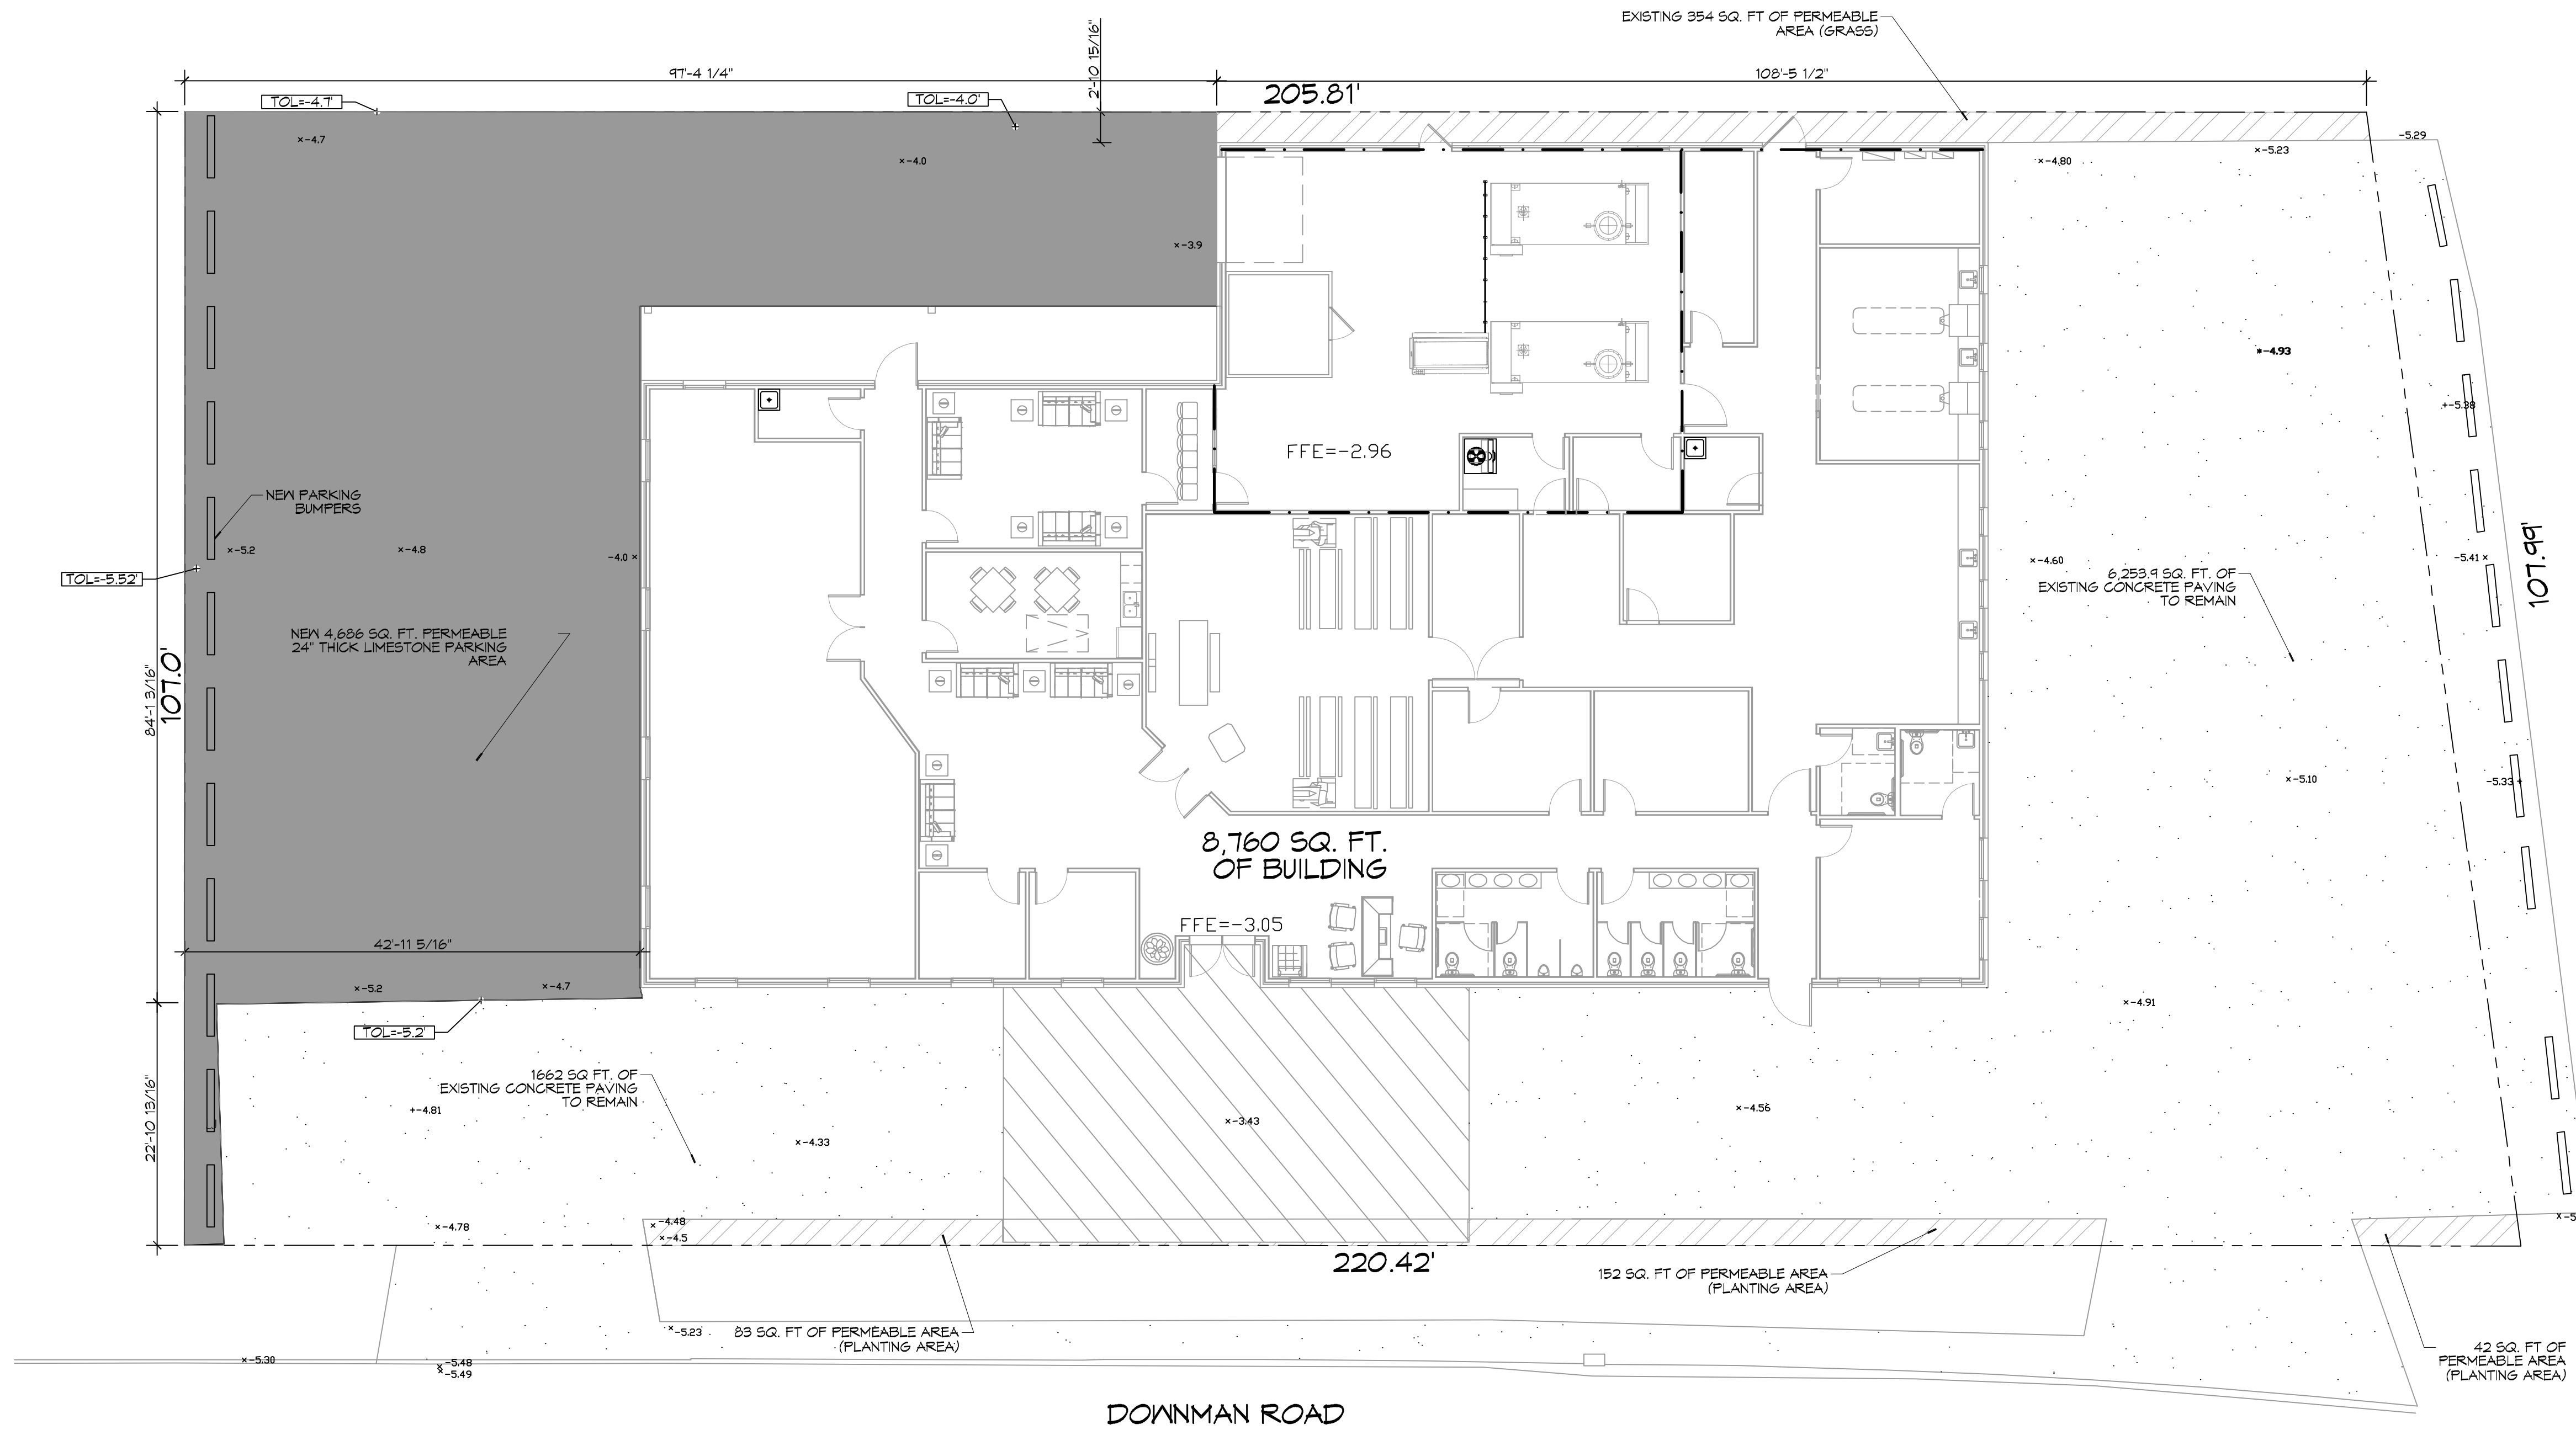 EXISTING 354 SQ. FT OF PERMEABLE
AREA (GRASS)
2'-10 15/16"
97'-4 1/4"
108'-5 1/2"
205.81'
TOL=-4.7'
TOL=-4.0'
×-4.7
×-4.0
×-4.80
×-5.23
-5.29
×-3.9
×-4.93
+-5.38
FFE=-2.96
NEW PARKING
BUMPERS
×-5.2
×-4.8
-4.0 ×
TOL=-5.52'
×-4.60
-5.41 ×
6,253.9 SQ. FT. OF
EXISTING CONCRETE PAVING
TO REMAIN
107.99'
NEW 4,686 SQ. FT. PERMEABLE
24" THICK LIMESTONE PARKING
AREA
84'-1 3/16"
107.0'
×-5.10
-5.33 +
8,760 SQ. FT.
OF BUILDING
FFE=-3.05
42'-11 5/16"
×-5.2
×-4.7
TOL=-5.2'
×-4.91
22'-10 13/16"
1662 SQ FT. OF
EXISTING CONCRETE PAVING
TO REMAIN
+-4.81
×-4.33
×-3.43
×-4.56
×-4.78
×-4.48
×-4.5
×-5
220.42'
152 SQ. FT OF PERMEABLE AREA
(PLANTING AREA)
×-5.23
83 SQ. FT OF PERMEABLE AREA
(PLANTING AREA)
42 SQ. FT OF
PERMEABLE AREA
(PLANTING AREA)
×-5.30
×-5.48
×-5.49
DOWNMAN ROAD